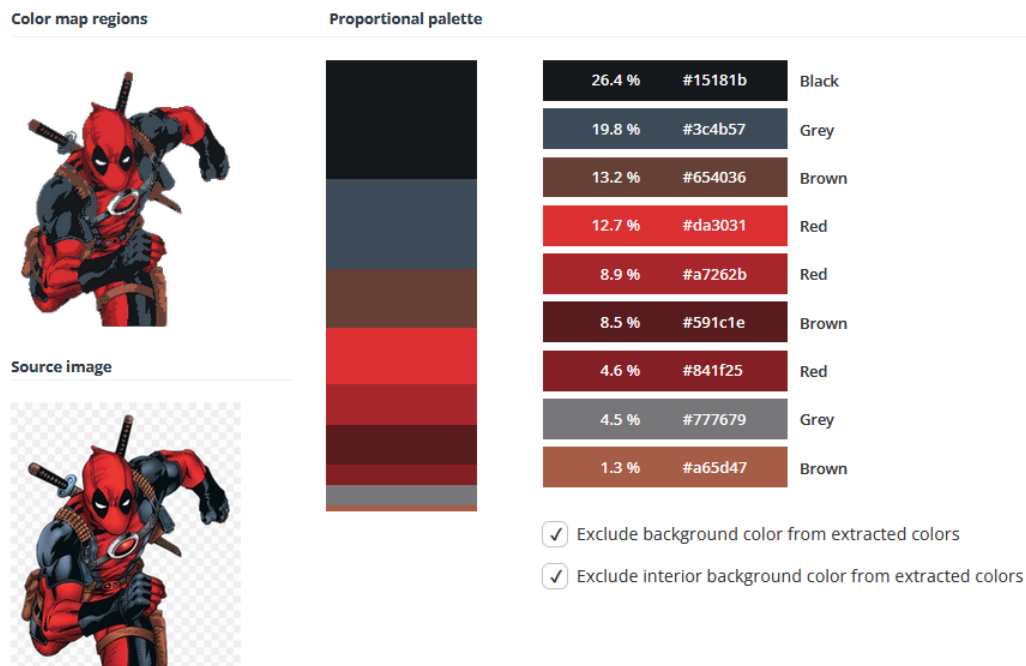 Color map regions
Proportional palette
26.4 % #15181b Black
19.8 % #3c4b57 Grey
13.2 % #654036 Brown
12.7 % #da3031 Red
8.9 % #a7262b Red
8.5 % #591c1e Brown
4.6 % #841f25 Red
4.5 % #777679 Grey
1.3 % #a65d47 Brown
Source image
Exclude background color from extracted colors
Exclude interior background color from extracted colors